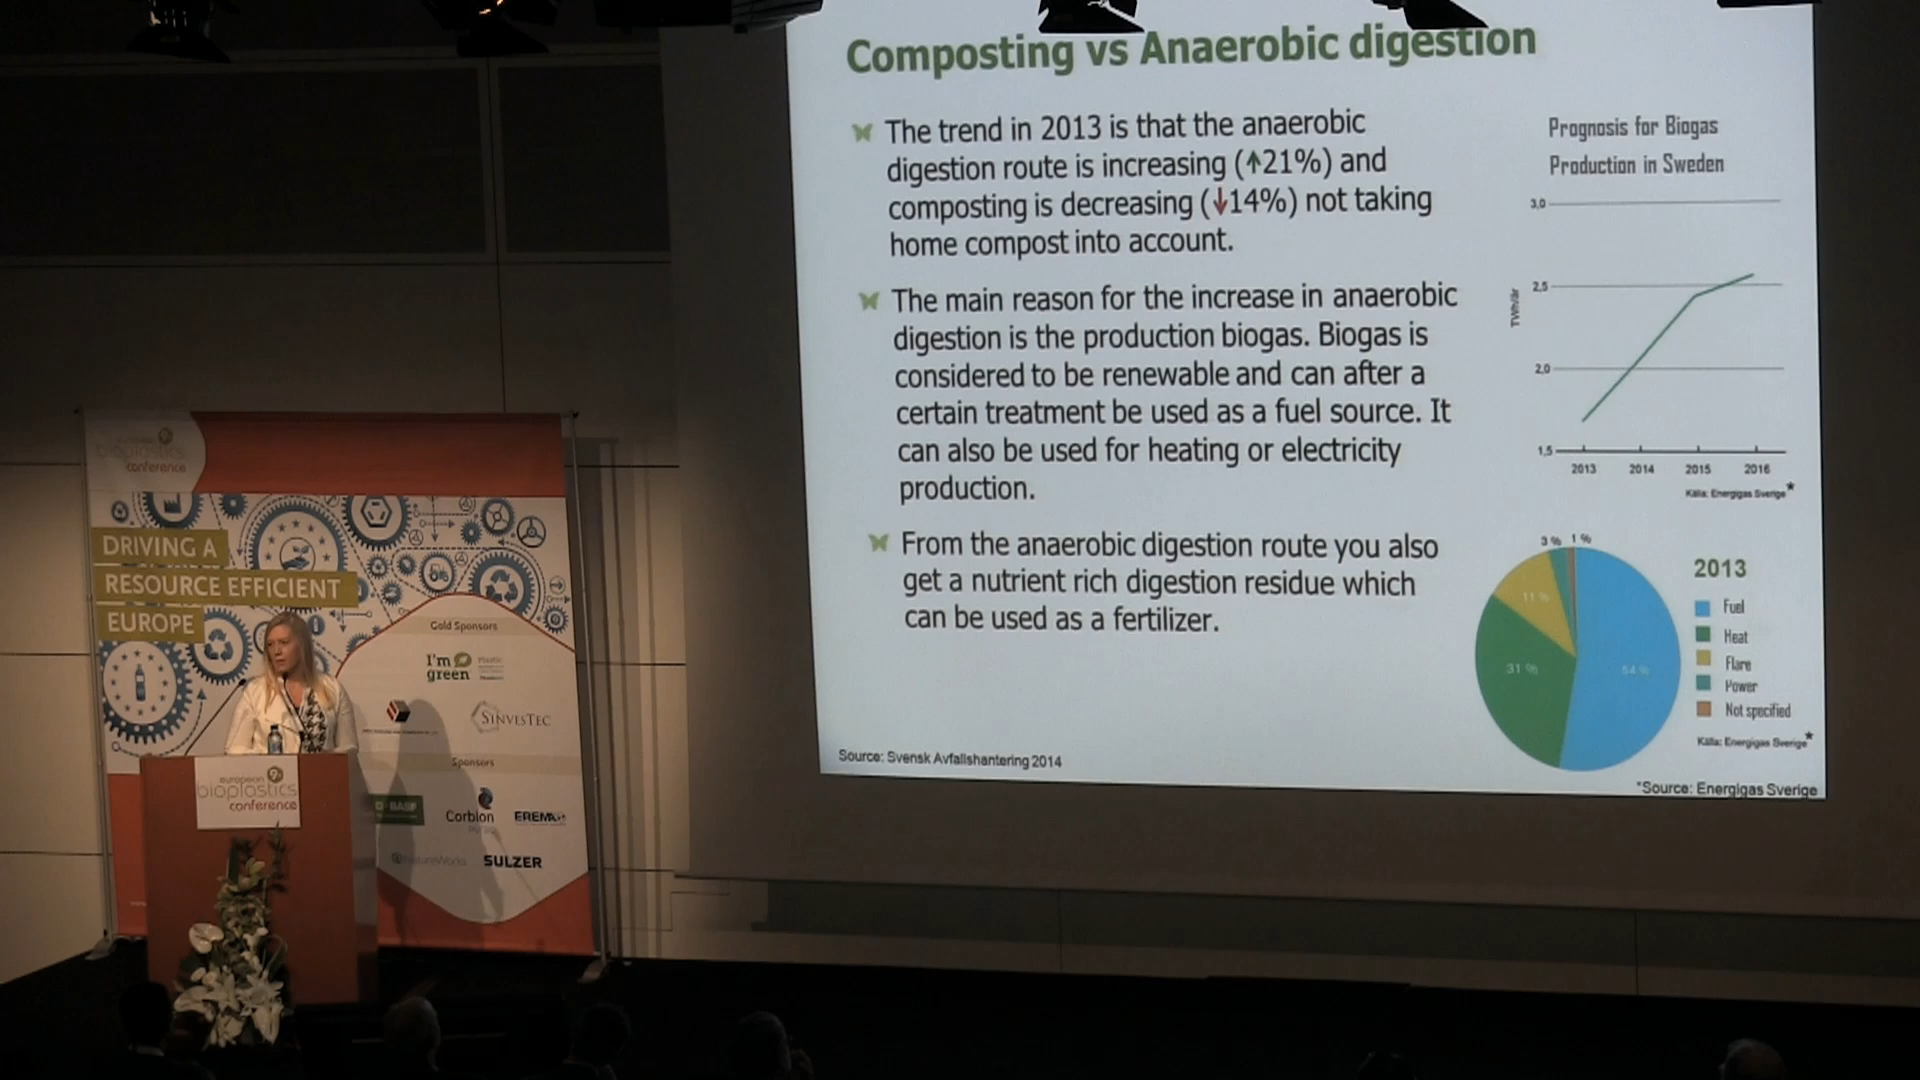 Composting vs Anaerobic digestion
The trend in 2013 is that the anaerobic
digestion route is increasing (↑21%) and
composting is decreasing (↓14%) not taking
home compost into account.
The main reason for the increase in anaerobic
digestion is the production biogas. Biogas is
considered to be renewable and can after a
certain treatment be used as a fuel source. It
can also be used for heating or electricity
production.
From the anaerobic digestion route you also
get a nutrient rich digestion residue which
can be used as a fertilizer.
Source: Svensk Avfallshantering 2014
Prognosis for Biogas
Production in Sweden
3,0
2,5
2,0
1,5
TWh/år
2013 2014 2015 2016
Källa: Energigas Sverige*
3 % 1 %
11 %
31 %
54 %
2013
Fuel
Heat
Flare
Power
Not specified
Källa: Energigas Sverige*
*Source: Energigas Sverige
european
bioplastics
conference
DRIVING A
RESOURCE EFFICIENT
EUROPE
Gold Sponsors
I'm
green
Plastic
SINVESTEC
Sponsors
BASF
Corbion
EREMA
NatureWorks
SULZER
european 9th
bioplastics
conference